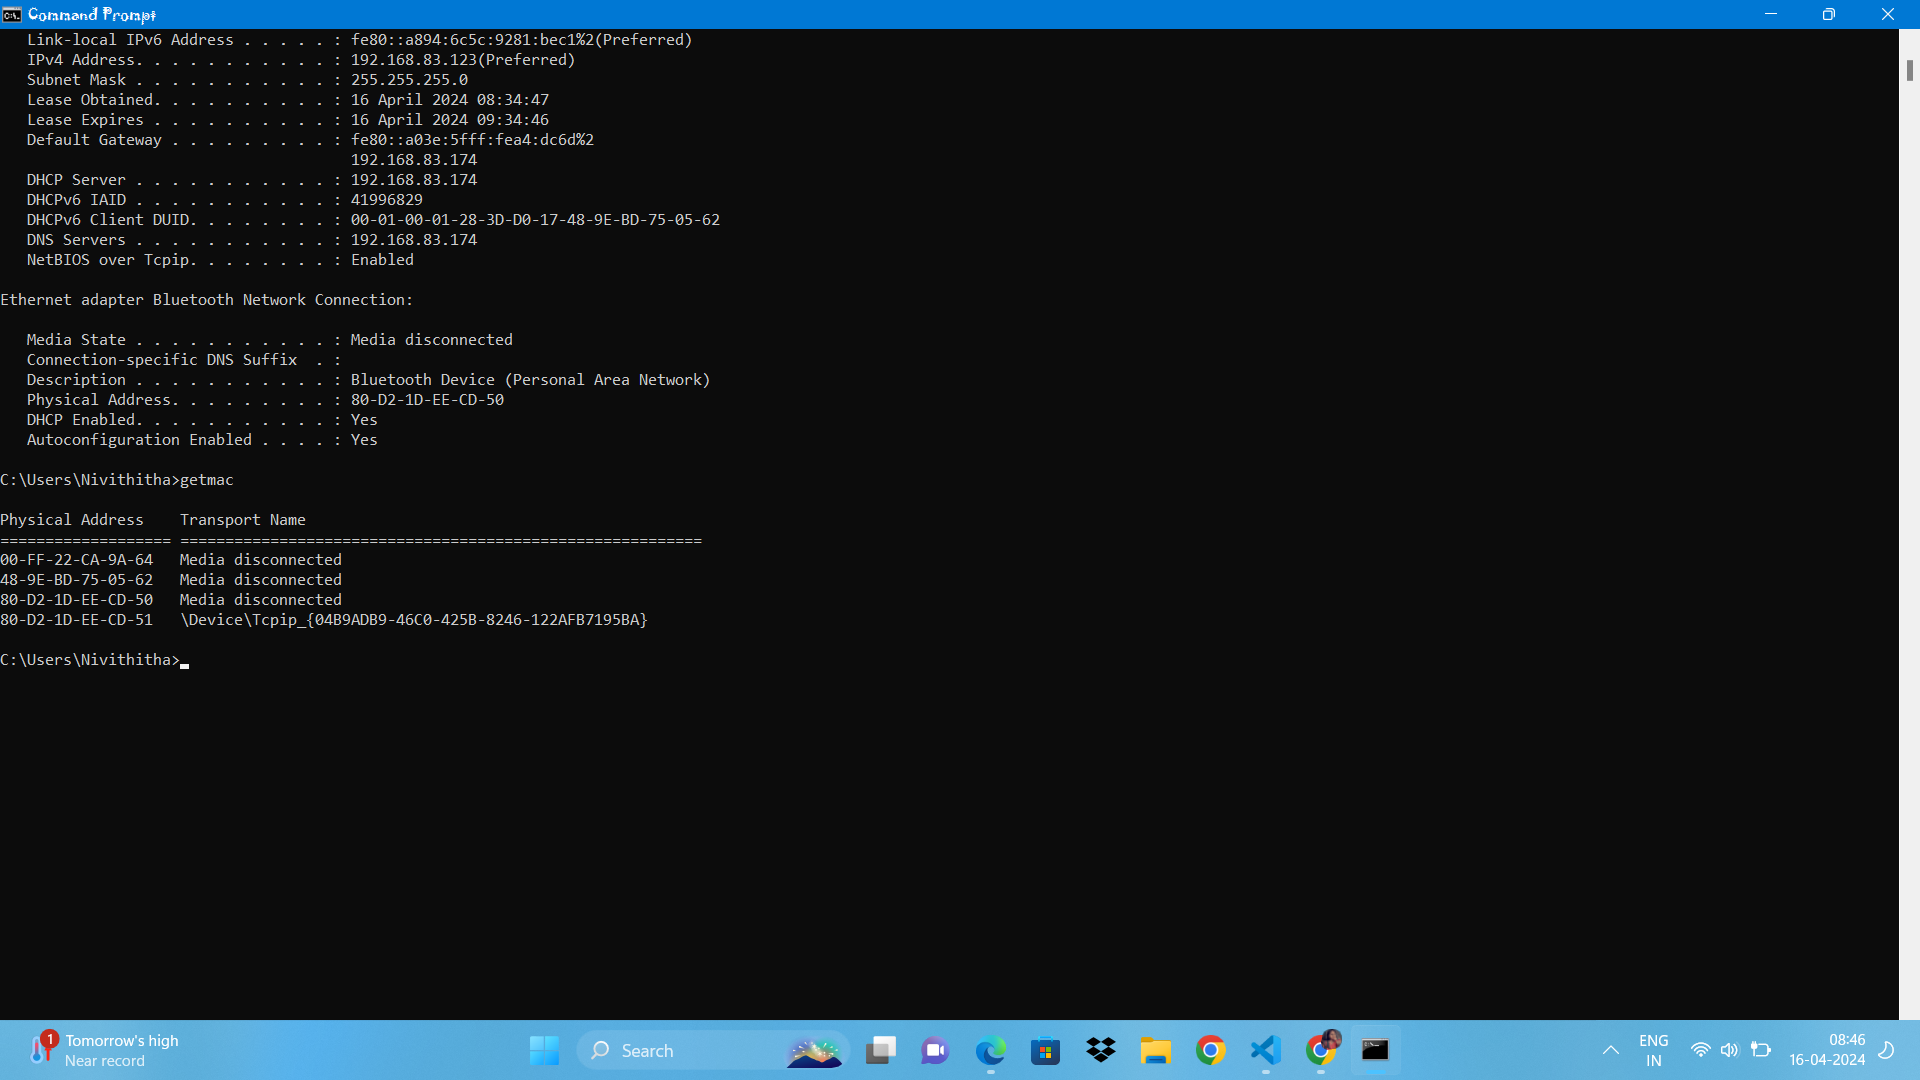 Command Prompt
   Link-local IPv6 Address . . . . . : fe80::a894:6c5c:9281:bec1%2(Preferred)
   IPv4 Address. . . . . . . . . . . : 192.168.83.123(Preferred)
   Subnet Mask . . . . . . . . . . . : 255.255.255.0
   Lease Obtained. . . . . . . . . . : 16 April 2024 08:34:47
   Lease Expires . . . . . . . . . . : 16 April 2024 09:34:46
   Default Gateway . . . . . . . . . : fe80::a03e:5fff:fea4:dc6d%2
                                       192.168.83.174
   DHCP Server . . . . . . . . . . . : 192.168.83.174
   DHCPv6 IAID . . . . . . . . . . . : 41996829
   DHCPv6 Client DUID. . . . . . . . : 00-01-00-01-28-3D-D0-17-48-9E-BD-75-05-62
   DNS Servers . . . . . . . . . . . : 192.168.83.174
   NetBIOS over Tcpip. . . . . . . . : Enabled
Ethernet adapter Bluetooth Network Connection:
   Media State . . . . . . . . . . . : Media disconnected
   Connection-specific DNS Suffix  . :
   Description . . . . . . . . . . . : Bluetooth Device (Personal Area Network)
   Physical Address. . . . . . . . . : 80-D2-1D-EE-CD-50
   DHCP Enabled. . . . . . . . . . . : Yes
   Autoconfiguration Enabled . . . . : Yes
C:\Users\Nivithitha>getmac
Physical Address    Transport Name
=================== ==========================================================
00-FF-22-CA-9A-64   Media disconnected
48-9E-BD-75-05-62   Media disconnected
80-D2-1D-EE-CD-50   Media disconnected
80-D2-1D-EE-CD-51   \Device\Tcpip_{04B9ADB9-46C0-425B-8246-122AFB7195BA}
C:\Users\Nivithitha>
1
Tomorrow's high
Near record
Search
ENG
IN
08:46
16-04-2024